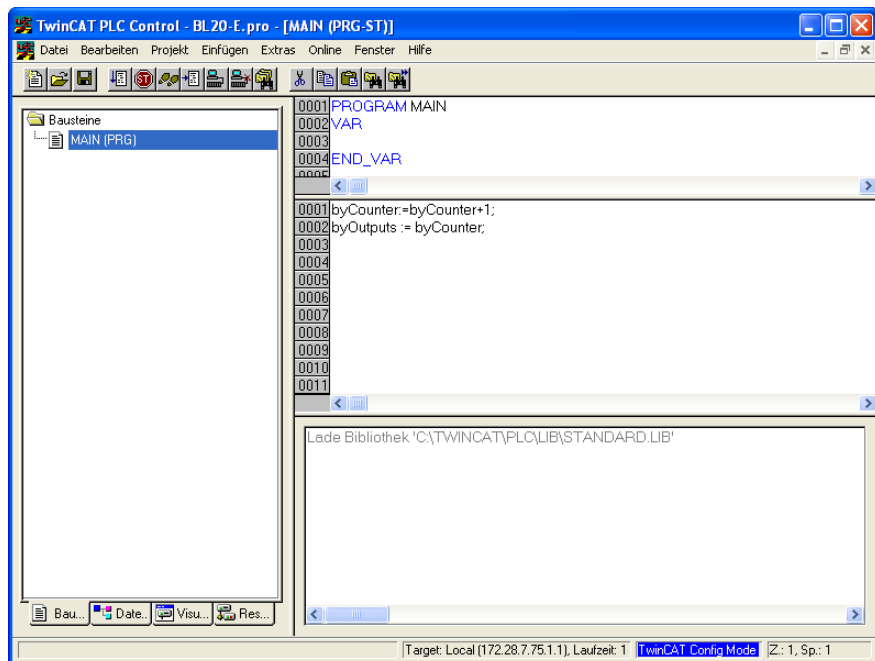 TwinCAT PLC Control - BL20-E.pro - [MAIN (PRG-ST)]
Datei Bearbeiten Projekt Einfügen Extras Online Fenster Hilfe
Bausteine
MAIN (PRG)
0001 PROGRAM MAIN
0002 VAR
0003
0004 END_VAR
0005
0001 byCounter:=byCounter+1;
0002 byOutputs := byCounter;
0003
0004
0005
0006
0007
0008
0009
0010
0011
Lade Bibliothek 'C:\TWINCAT\PLC\LIB\STANDARD.LIB'
Bau... Date.. Visu... Res...
Target: Local (172.28.7.75.1.1), Laufzeit: 1 TwinCAT Config Mode Z.: 1, Sp.: 1